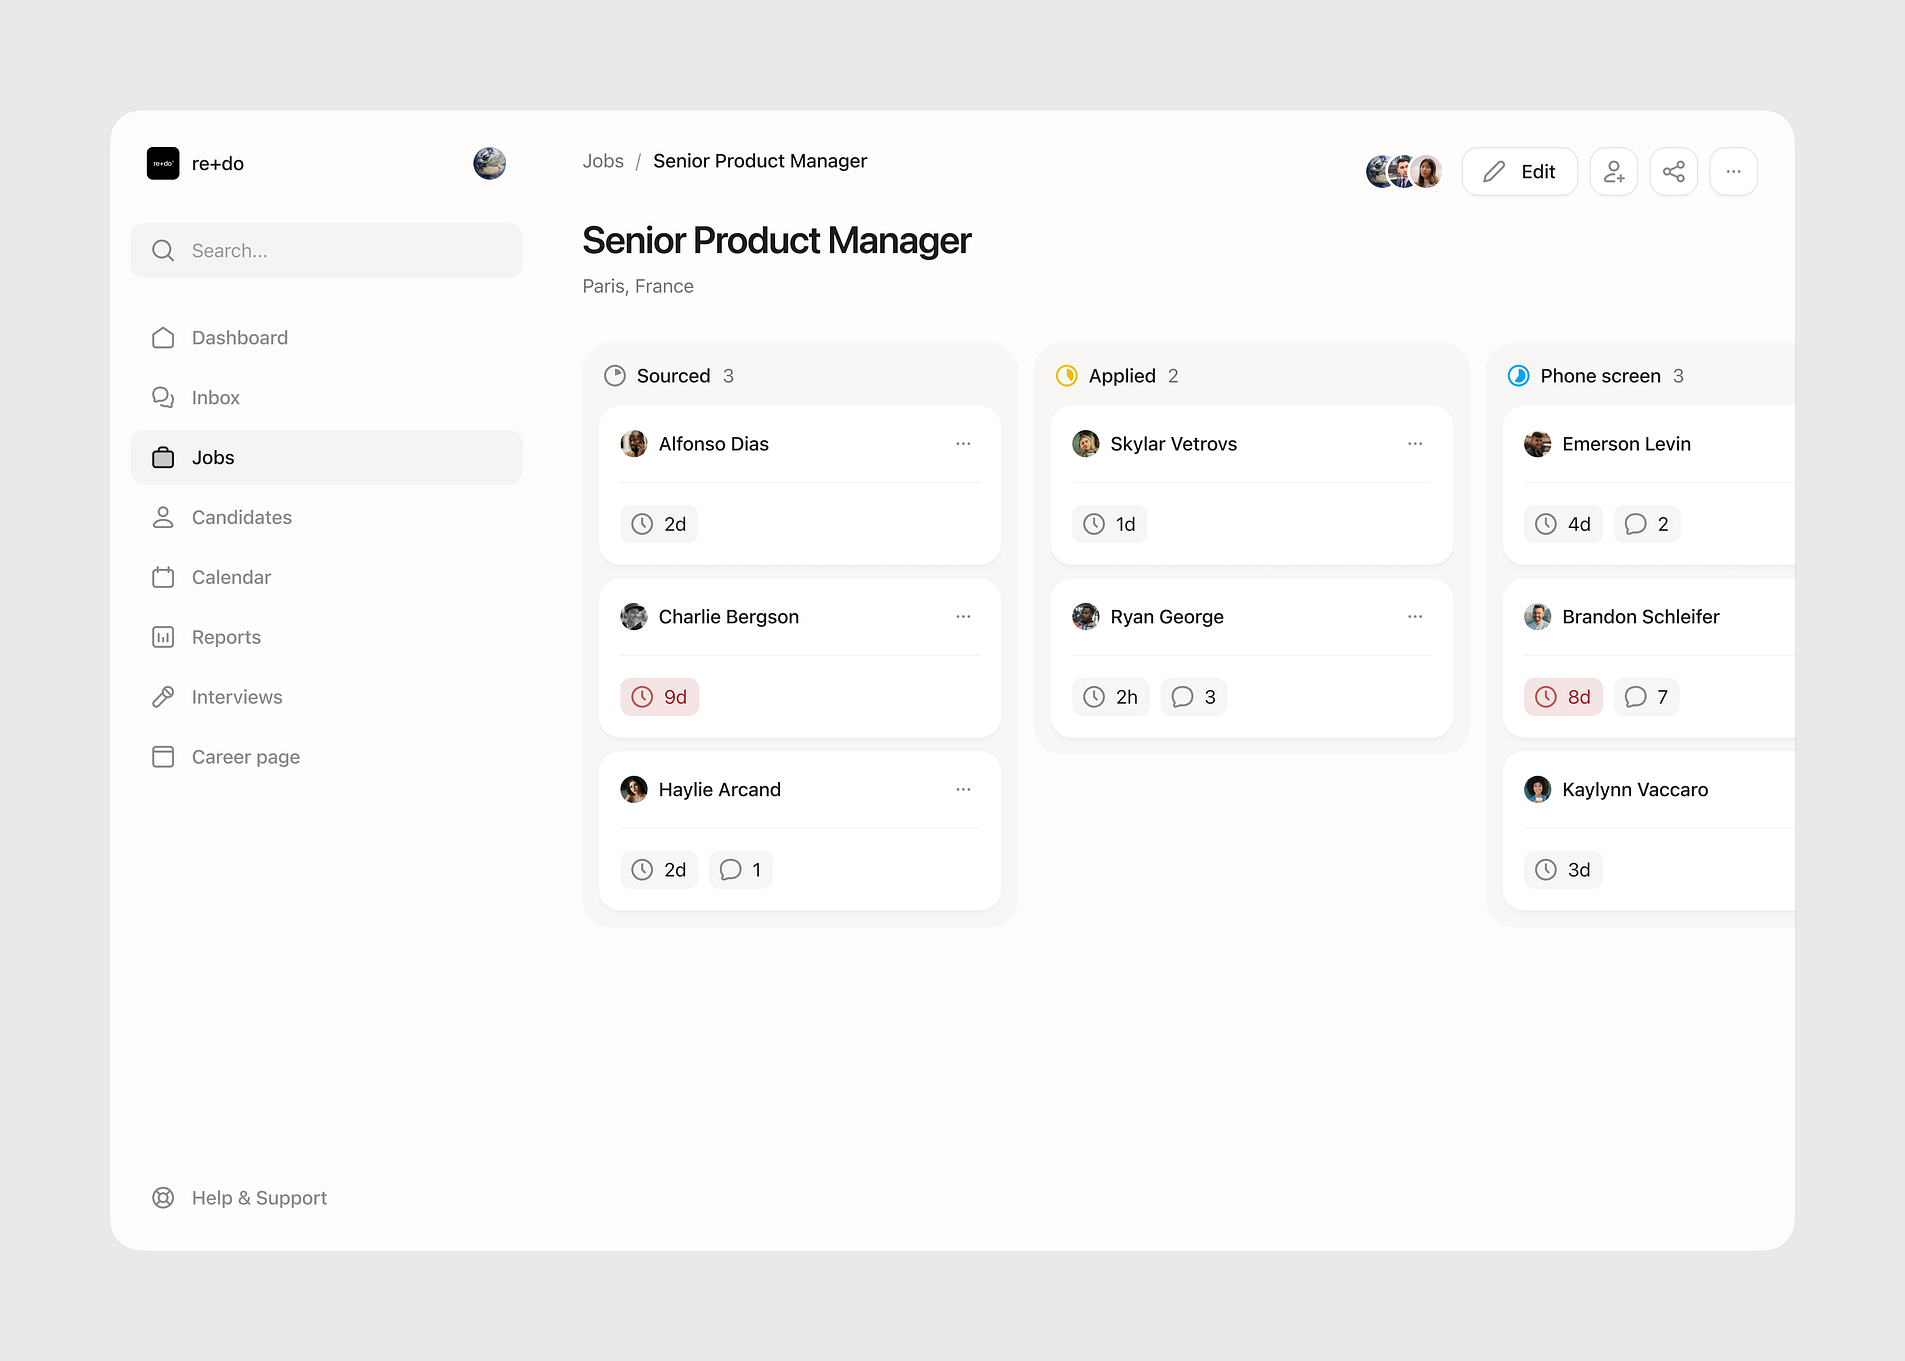 re+do
re+do
Search...
Dashboard
Inbox
Jobs
Candidates
Calendar
Reports
Interviews
Career page
Help & Support
Jobs / Senior Product Manager
Edit
Senior Product Manager
Paris, France
Sourced 3
Alfonso Dias
2d
Charlie Bergson
9d
Haylie Arcand
2d 1
Applied 2
Skylar Vetrovs
1d
Ryan George
2h 3
Phone screen 3
Emerson Levin
4d 2
Brandon Schleifer
8d 7
Kaylynn Vaccaro
3d